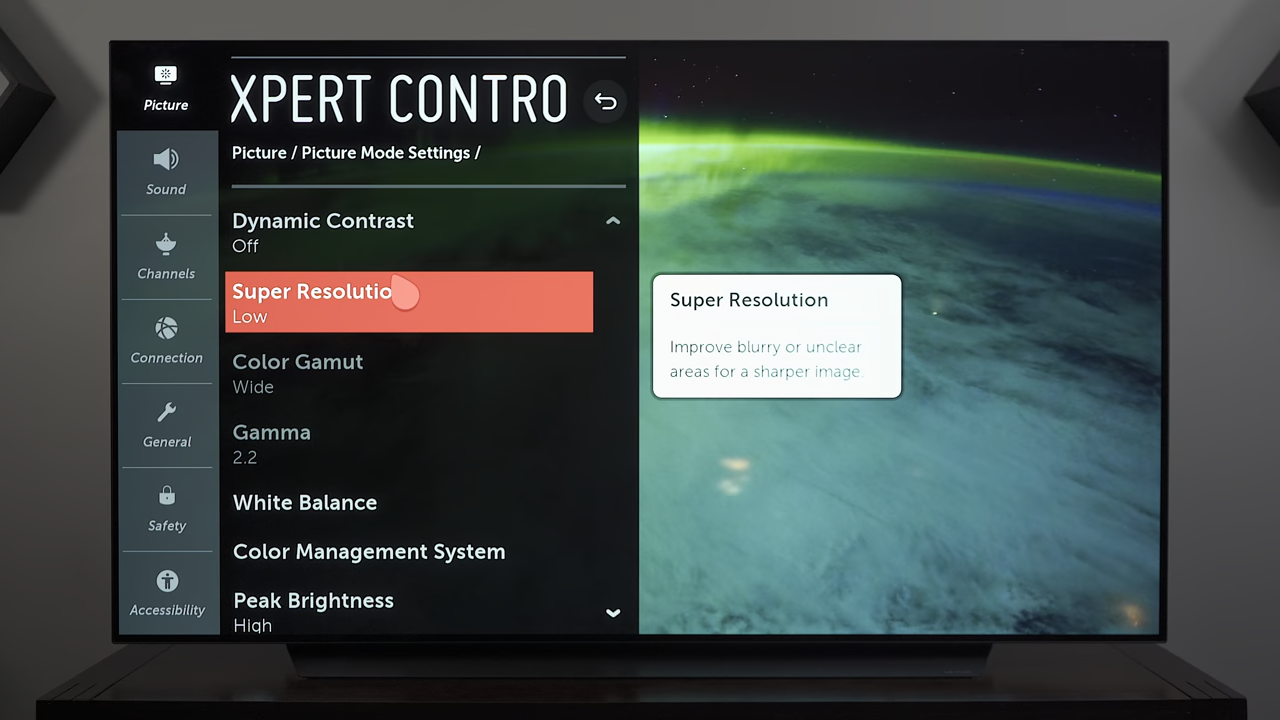 Picture
Sound
Channels
Connection
General
Safety
Accessibility
XPERT CONTRO
Picture / Picture Mode Settings /
Dynamic Contrast
Off
Super Resolutio
Low
Color Gamut
Wide
Gamma
2.2
White Balance
Color Management System
Peak Brightness
High
Super Resolution
Improve blurry or unclear
areas for a sharper image.